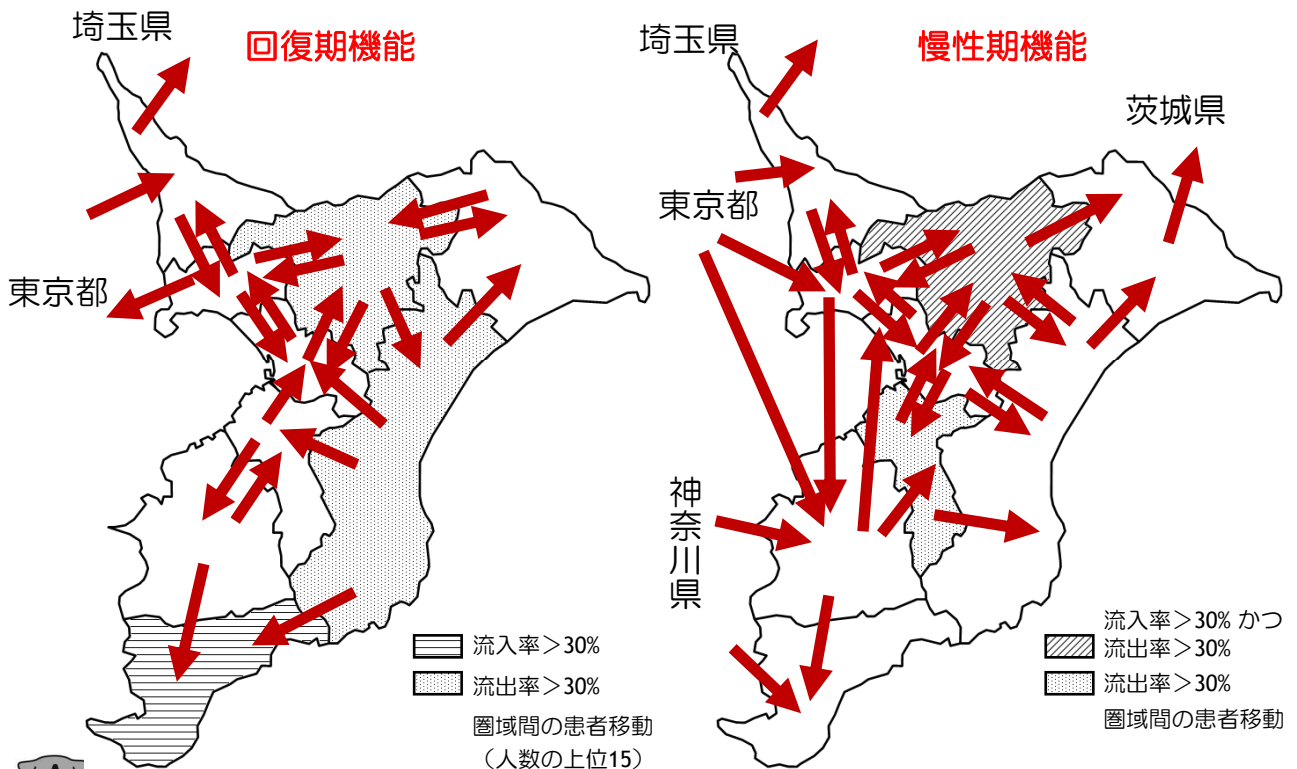 埼玉県
回復期機能
東京都
流入率＞30%
流出率＞30%
圏域間の患者移動
（人数の上位15）
埼玉県
慢性期機能
茨城県
東京都
神奈川県
流入率＞30% かつ
流出率＞30%
流出率＞30%
圏域間の患者移動